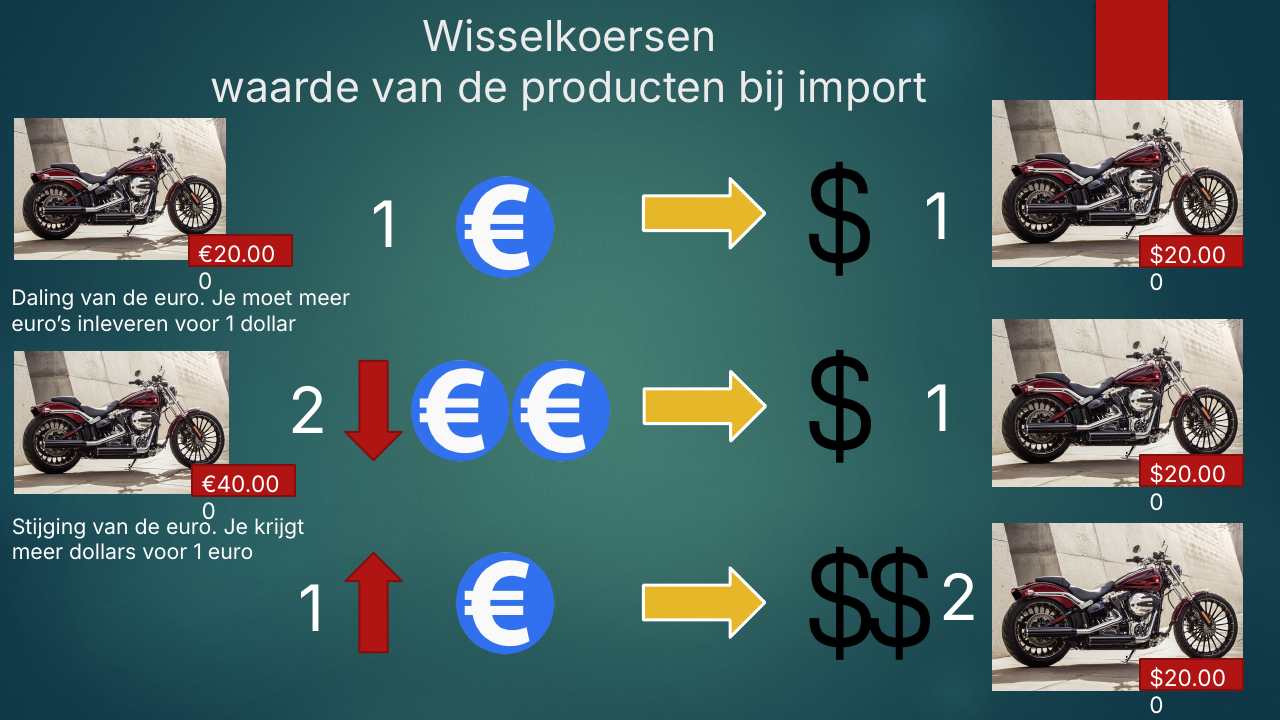 Wisselkoersen
waarde van de producten bij import
1 € $ 1
€20.00
0
$20.00
0
Daling van de euro. Je moet meer
euro’s inleveren voor 1 dollar
2 € € $ 1
€40.00
0
$20.00
0
Stijging van de euro. Je krijgt
meer dollars voor 1 euro
1 € $$ 2
$20.00
0